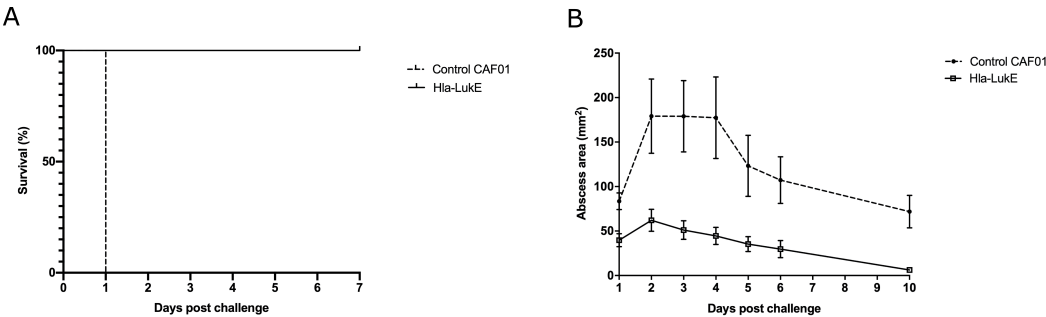 A
Survival (%)
100
50
0
0 1 2 3 4 5 6 7
Days post challenge
Control CAF01
Hla-LukE
B
Abscess area (mm²)
250
200
150
100
50
0
1 2 3 4 5 6 7 8 9 10
Days post challenge
Control CAF01
Hla-LukE